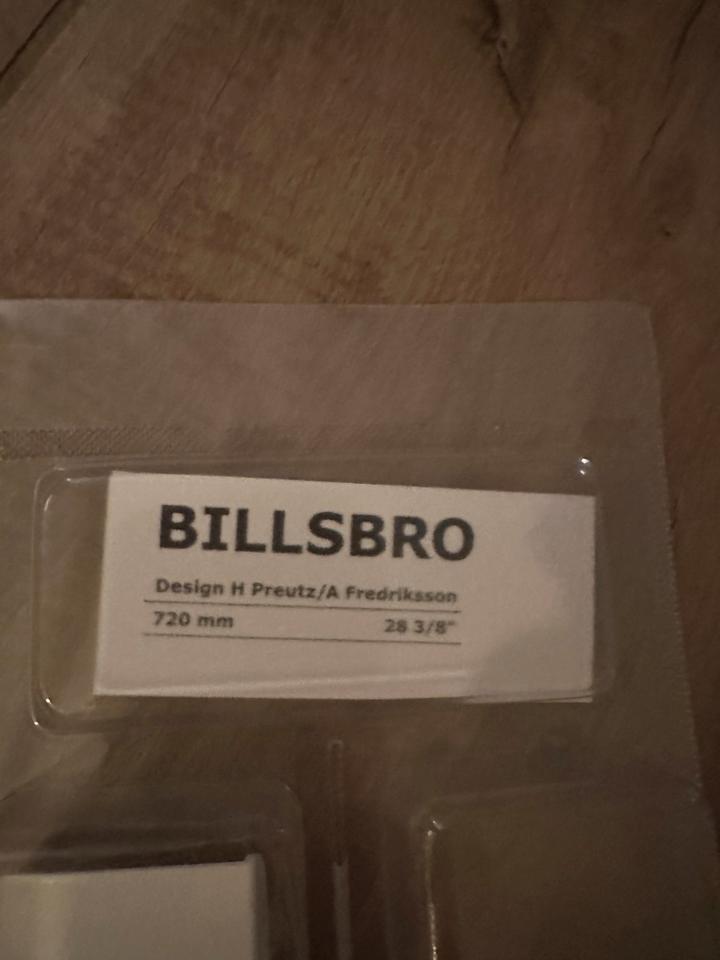 BILLSBRO
Design H Preutz/A Fredriksson
720 mm 28 3/8"